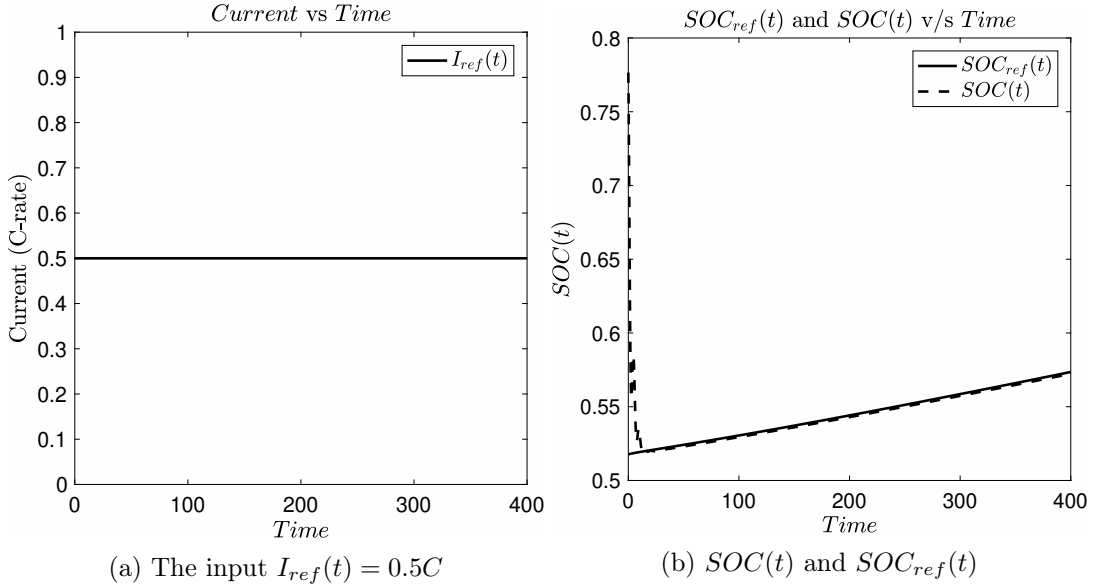 Current vs Time
I_ref(t)
Current (C-rate)
1
0.9
0.8
0.7
0.6
0.5
0.4
0.3
0.2
0.1
0
0 100 200 300 400
Time
(a) The input I_ref(t) = 0.5C
SOC_ref(t) and SOC(t) v/s Time
SOC_ref(t)
SOC(t)
SOC(t)
0.8
0.75
0.7
0.65
0.6
0.55
0.5
0 100 200 300 400
Time
(b) SOC(t) and SOC_ref(t)